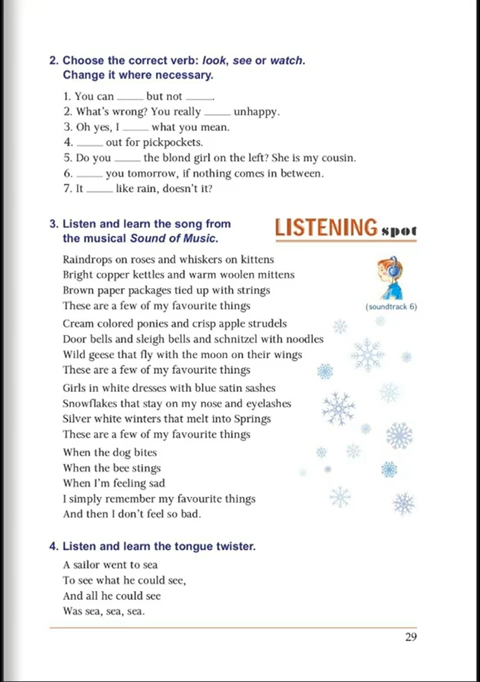 2. Choose the correct verb: look, see or watch.
Change it where necessary.
1. You can _____ but not _____.
2. What's wrong? You really _____ unhappy.
3. Oh yes, I _____ what you mean.
4. _____ out for pickpockets.
5. Do you _____ the blond girl on the left? She is my cousin.
6. _____ you tomorrow, if nothing comes in between.
7. It _____ like rain, doesn't it?
3. Listen and learn the song from
the musical Sound of Music.
LISTENING spot
(soundtrack 6)
Raindrops on roses and whiskers on kittens
Bright copper kettles and warm woolen mittens
Brown paper packages tied up with strings
These are a few of my favourite things
Cream colored ponies and crisp apple strudels
Door bells and sleigh bells and schnitzel with noodles
Wild geese that fly with the moon on their wings
These are a few of my favourite things
Girls in white dresses with blue satin sashes
Snowflakes that stay on my nose and eyelashes
Silver white winters that melt into Springs
These are a few of my favourite things
When the dog bites
When the bee stings
When I'm feeling sad
I simply remember my favourite things
And then I don't feel so bad.
4. Listen and learn the tongue twister.
A sailor went to sea
To see what he could see,
And all he could see
Was sea, sea, sea.
29